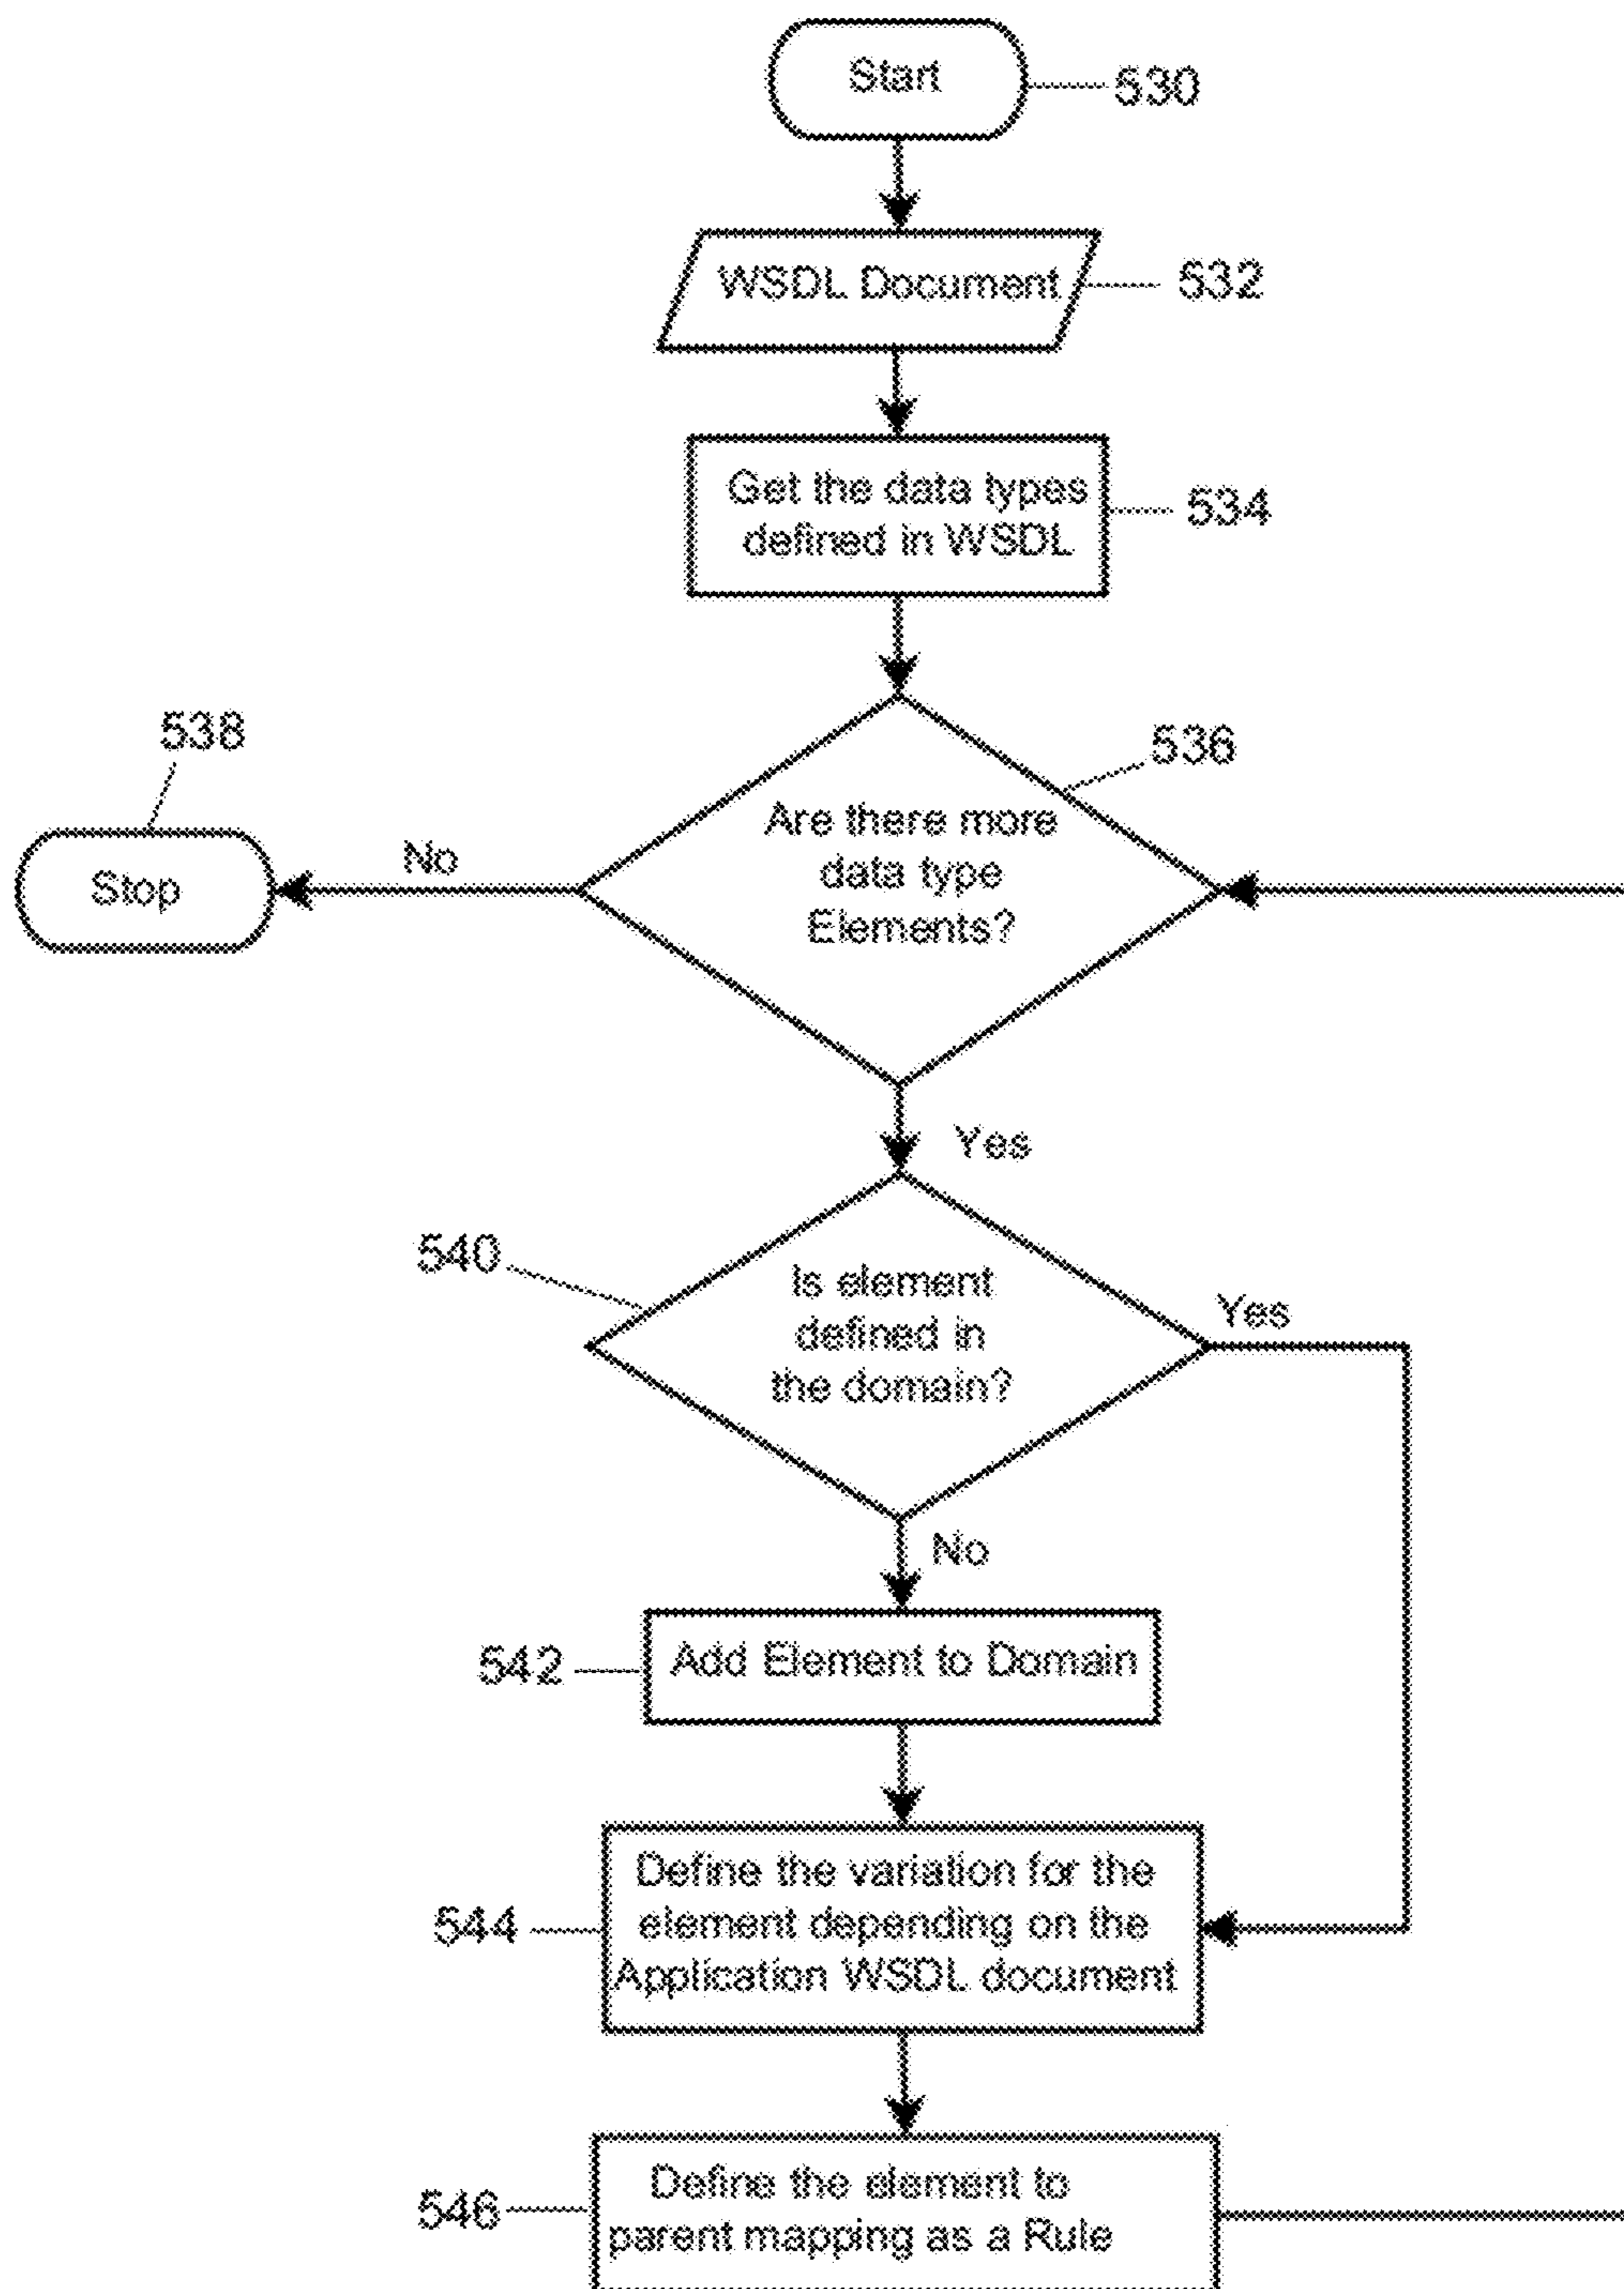 Start
530
WSDL Document
532
Get the data types
defined in WSDL
534
538
536
Are there more
data type
Elements?
No
Stop
Yes
540
Is element
defined in
the domain?
Yes
No
542
Add Element to Domain
544
Define the variation for the
element depending on the
Application WSDL document
546
Define the element to
parent mapping as a Rule